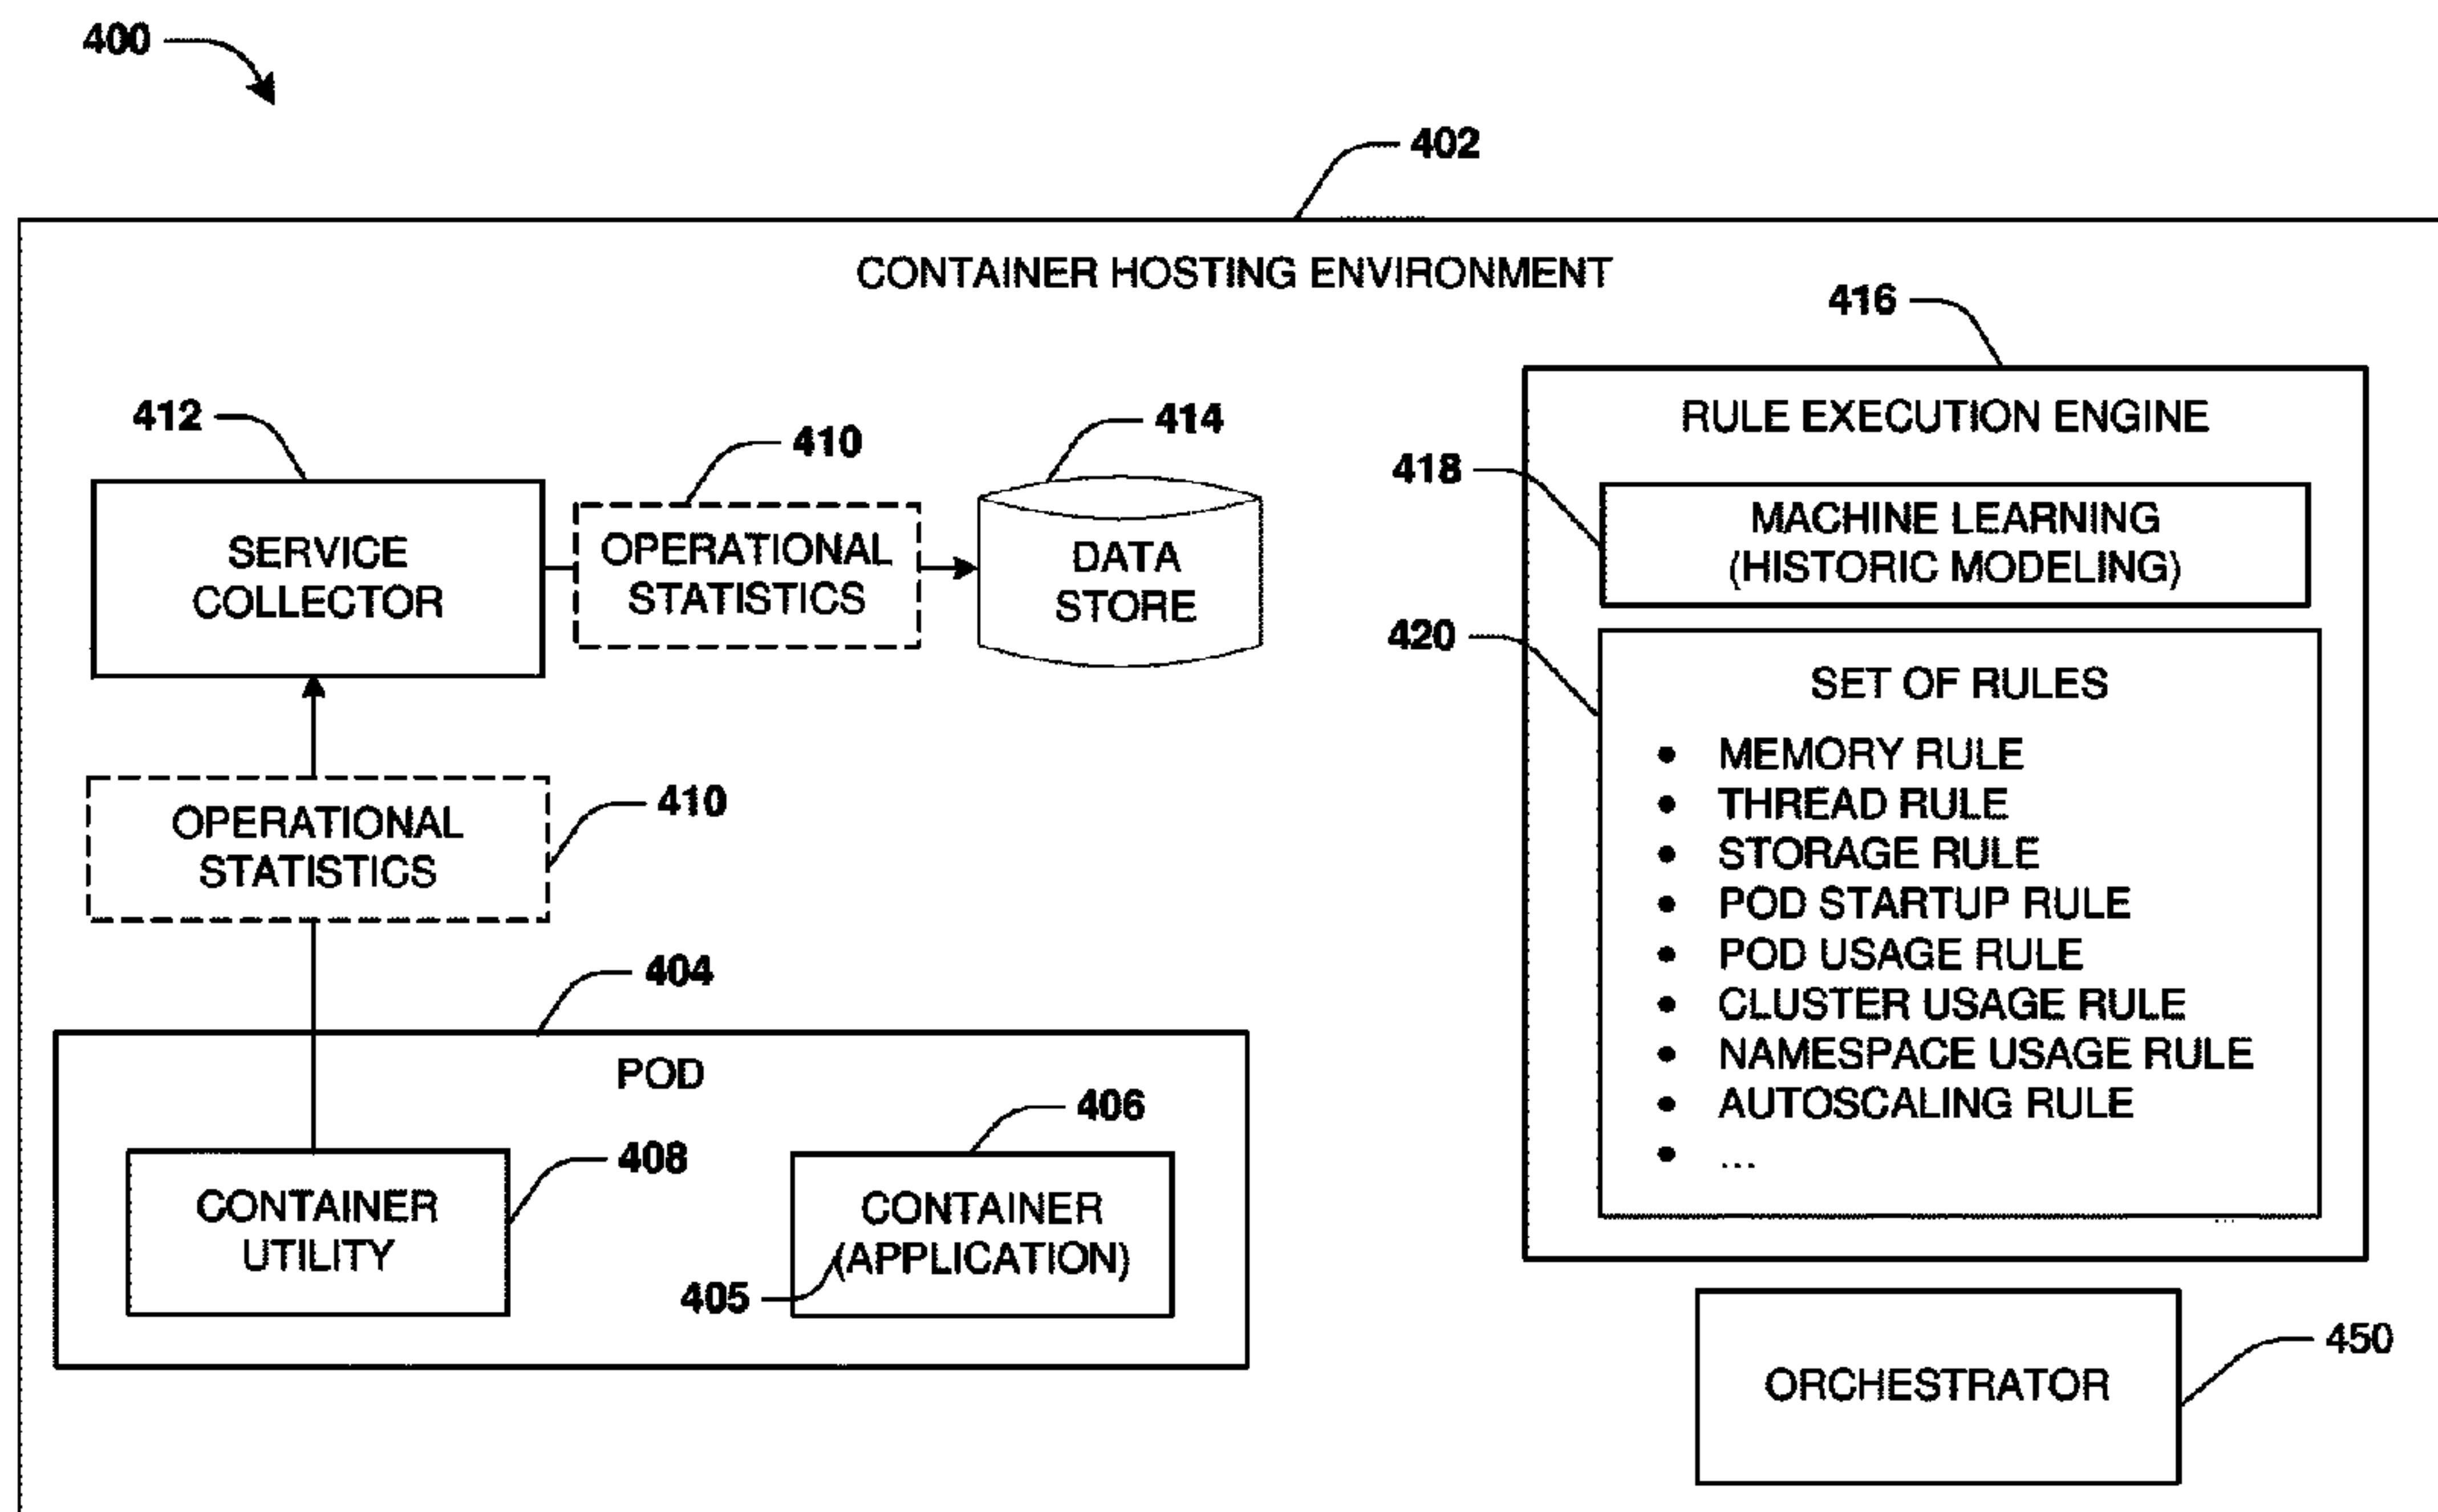 400
402
CONTAINER HOSTING ENVIRONMENT
416
412
410
414
RULE EXECUTION ENGINE
418
SERVICE
COLLECTOR
OPERATIONAL
STATISTICS
DATA
STORE
MACHINE LEARNING
(HISTORIC MODELING)
420
SET OF RULES
• MEMORY RULE
• THREAD RULE
• STORAGE RULE
• POD STARTUP RULE
• POD USAGE RULE
• CLUSTER USAGE RULE
• NAMESPACE USAGE RULE
• AUTOSCALING RULE
• ...
OPERATIONAL
STATISTICS
410
404
POD
406
408
CONTAINER
UTILITY
CONTAINER
(APPLICATION)
405
450
ORCHESTRATOR